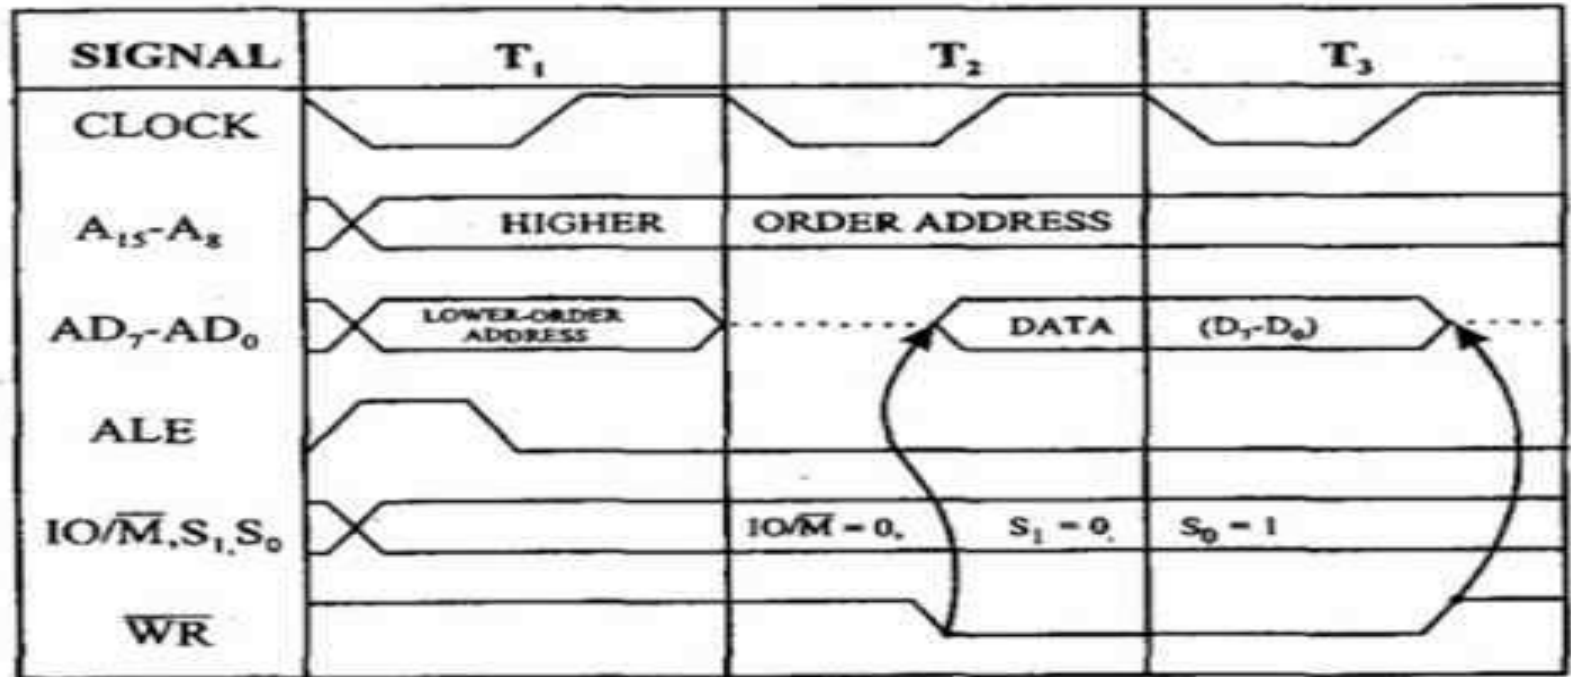 SIGNAL T₁ T₂ T₃
CLOCK
A₁₅-A₈ HIGHER ORDER ADDRESS
AD₇-AD₀ LOWER-ORDER ADDRESS DATA (D₇-D₀)
ALE
IO/M̅,S₁,S₀ IO/M̅ = 0, S₁ = 0, S₀ = 1
W̅R̅